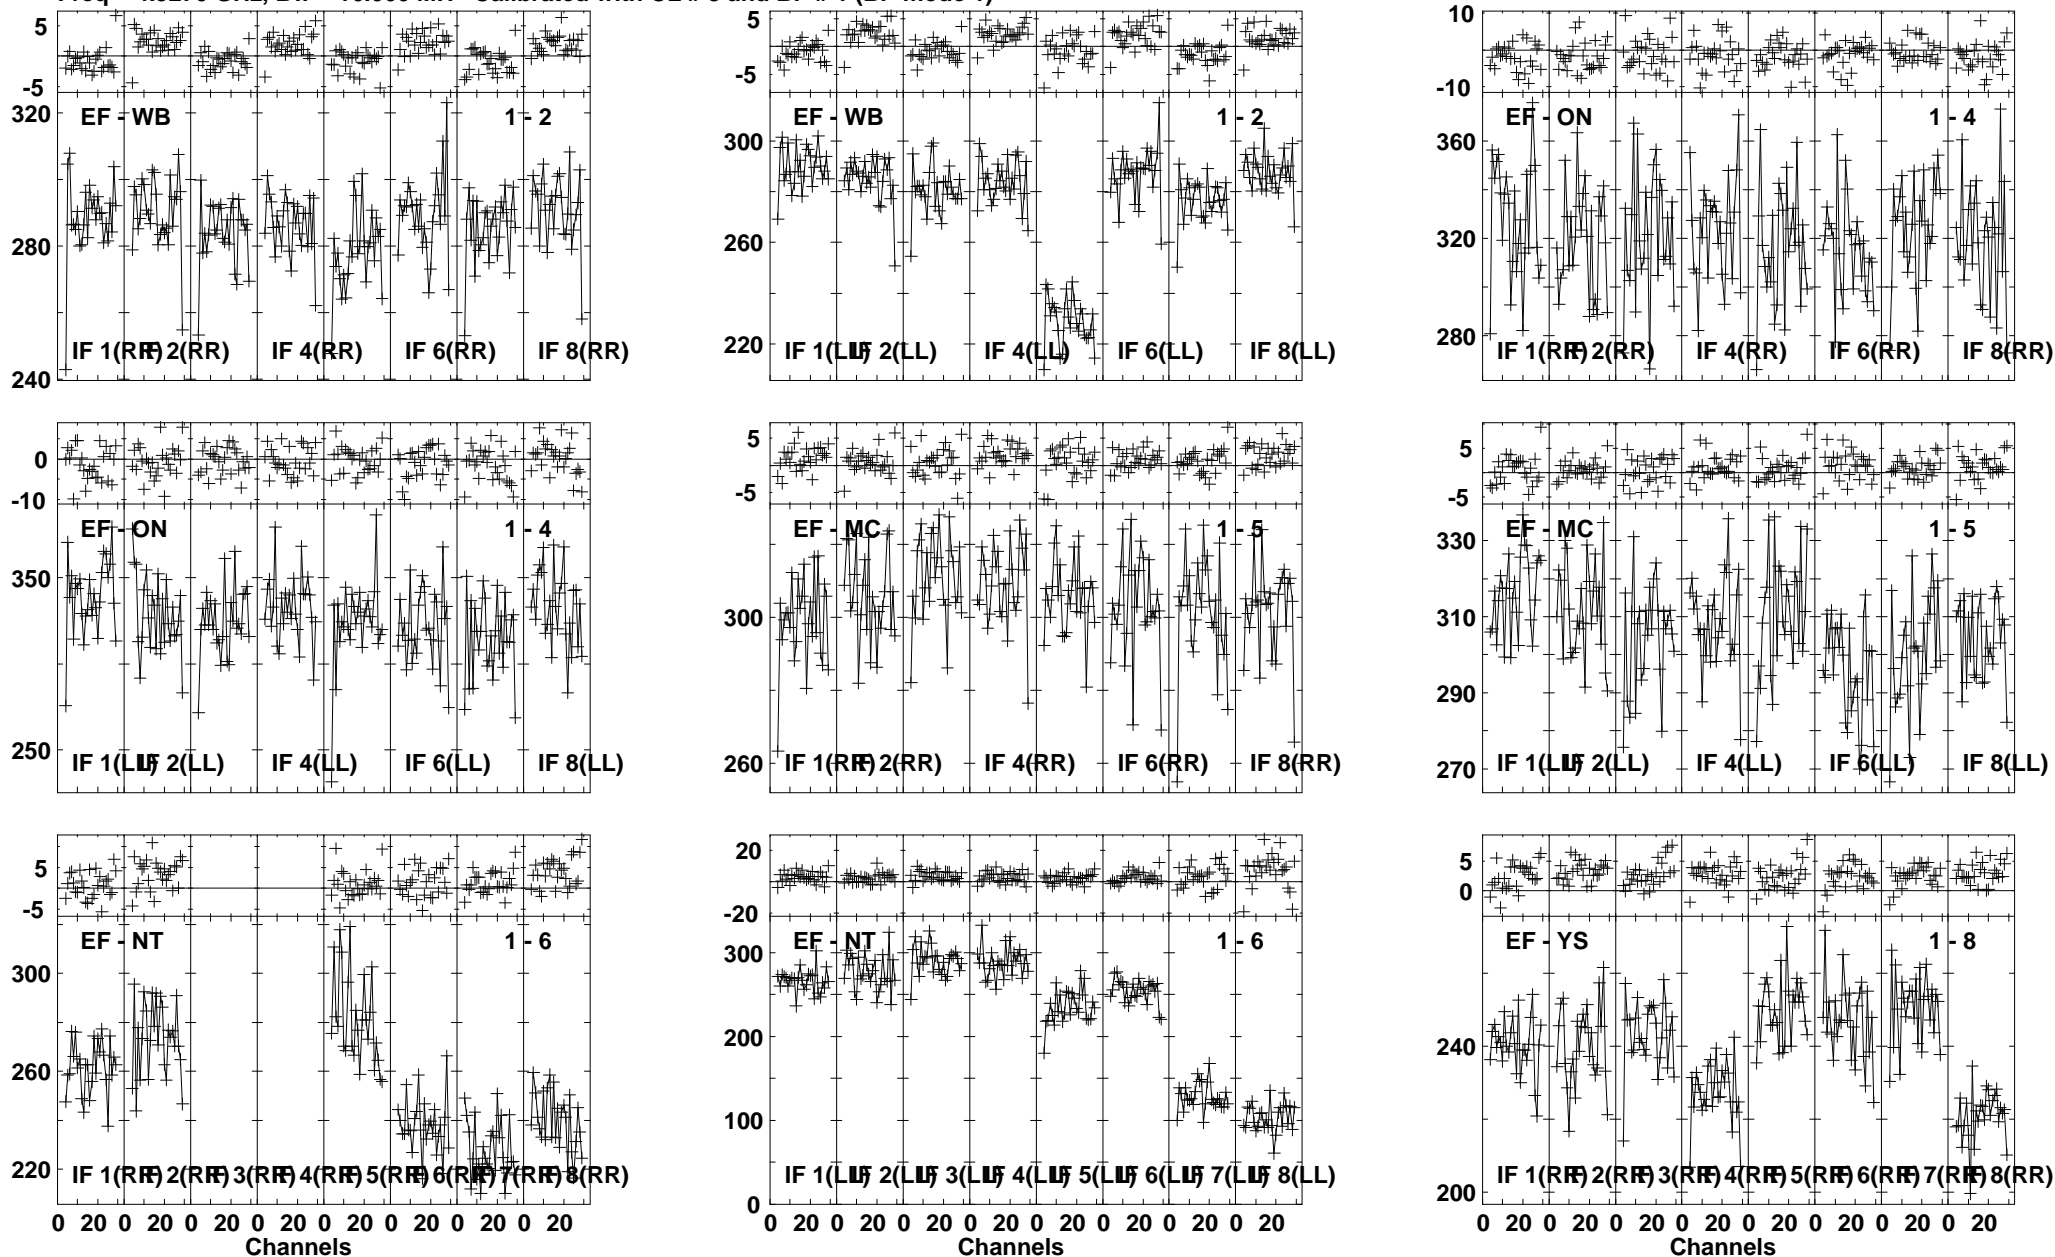 5 5 10
-5 -5 -10
320 EF - WB 1 - 2 300 EF - WB 1 - 2 360 EF - ON 1 - 4
280 260 320
240 IF 1(RR) IF 2(RR) IF 4(RR) IF 6(RR) IF 8(RR) 220 IF 1(LL) IF 2(LL) IF 4(LL) IF 6(LL) IF 8(LL) 280 IF 1(RR) IF 2(RR) IF 4(RR) IF 6(RR) IF 8(RR)
0 5 5
-10 -5 -5
350 EF - ON 1 - 4 300 EF - MC 1 - 5 330 EF - MC 1 - 5
310
290
250 IF 1(LL) IF 2(LL) IF 4(LL) IF 6(LL) IF 8(LL) 260 IF 1(RR) IF 2(RR) IF 4(RR) IF 6(RR) IF 8(RR) 270 IF 1(LL) IF 2(LL) IF 4(LL) IF 6(LL) IF 8(LL)
5 20 5
-5 -20 0
300 EF - NT 1 - 6 300 EF - NT 1 - 6 EF - YS 1 - 8
260 200 240
100
220 IF 1(RR) IF 2(RR) IF 3(RR) IF 4(RR) IF 5(RR) IF 6(RR) IF 7(RR) IF 8(RR) IF 1(LL) IF 2(LL) IF 3(LL) IF 4(LL) IF 5(LL) IF 6(LL) IF 7(LL) IF 8(LL) IF 1(RR) IF 2(RR) IF 3(RR) IF 4(RR) IF 5(RR) IF 6(RR) IF 7(RR) IF 8(RR)
0 200
0 20 0 20 0 20 0 20 0 20 0 20 0 20 0 20 0 20 0 20 0 20 0 20 0 20 0 20 0 20 0 20 0 20 0 20 0 20 0 20 0 20 0 20 0 20 0 20
Channels Channels Channels